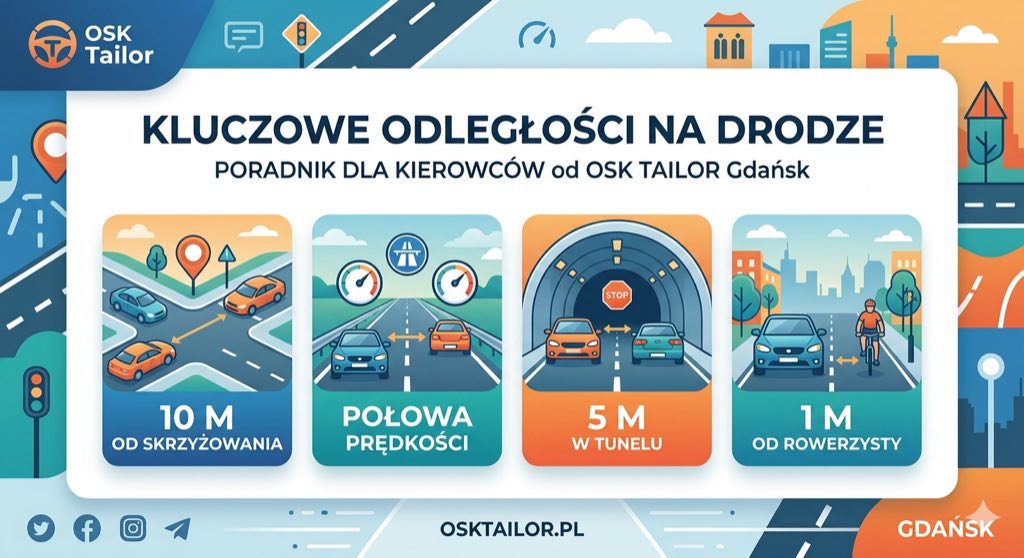 OSK
Tailor
KLUCZOWE ODLEGŁOŚCI NA DRODZE
PORADNIK DLA KIEROWCÓW od OSK TAILOR Gdańsk
STOP
10 M
OD SKRZYŻOWANIA
POŁOWA
PRĘDKOŚCI
5 M
W TUNELU
1 M
OD ROWERZYSTY
OSKTAILOR.PL
GDAŃSK